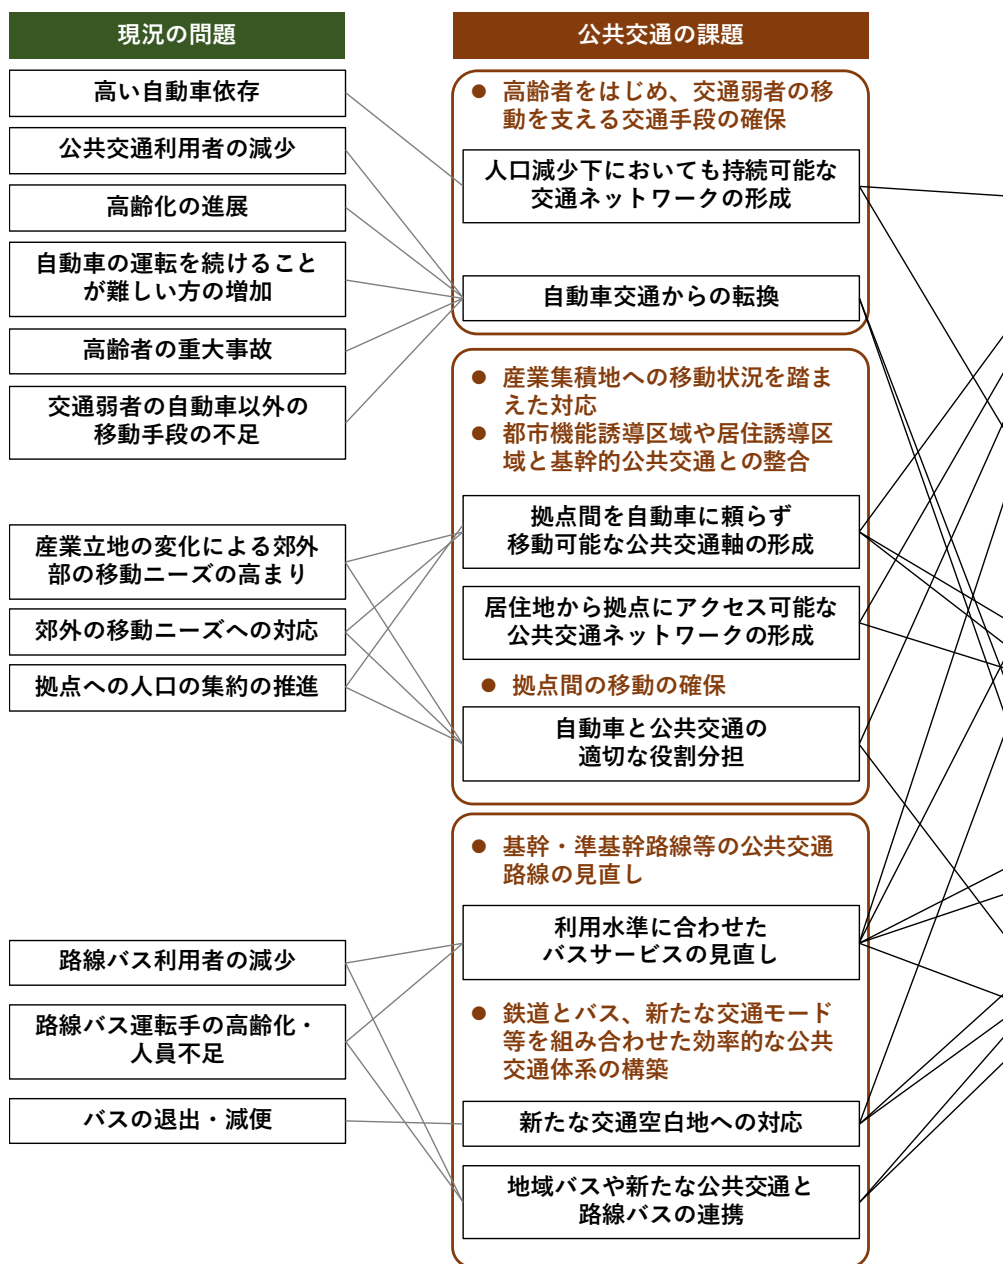 現況の問題
高い自動車依存
公共交通利用者の減少
高齢化の進展
自動車の運転を続けること
が難しい方の増加
高齢者の重大事故
交通弱者の自動車以外の
移動手段の不足
産業立地の変化による郊外
部の移動ニーズの高まり
郊外の移動ニーズへの対応
拠点への人口の集約の推進
路線バス利用者の減少
路線バス運転手の高齢化・
人員不足
バスの退出・減便
公共交通の課題
● 高齢者をはじめ、交通弱者の移
動を支える交通手段の確保
人口減少下においても持続可能な
交通ネットワークの形成
自動車交通からの転換
● 産業集積地への移動状況を踏ま
えた対応
● 都市機能誘導区域や居住誘導区
域と基幹的公共交通との整合
拠点間を自動車に頼らず
移動可能な公共交通軸の形成
居住地から拠点にアクセス可能な
公共交通ネットワークの形成
● 拠点間の移動の確保
自動車と公共交通の
適切な役割分担
● 基幹・準基幹路線等の公共交通
路線の見直し
利用水準に合わせた
バスサービスの見直し
● 鉄道とバス、新たな交通モード
等を組み合わせた効率的な公共
交通体系の構築
新たな交通空白地への対応
地域バスや新たな公共交通と
路線バスの連携